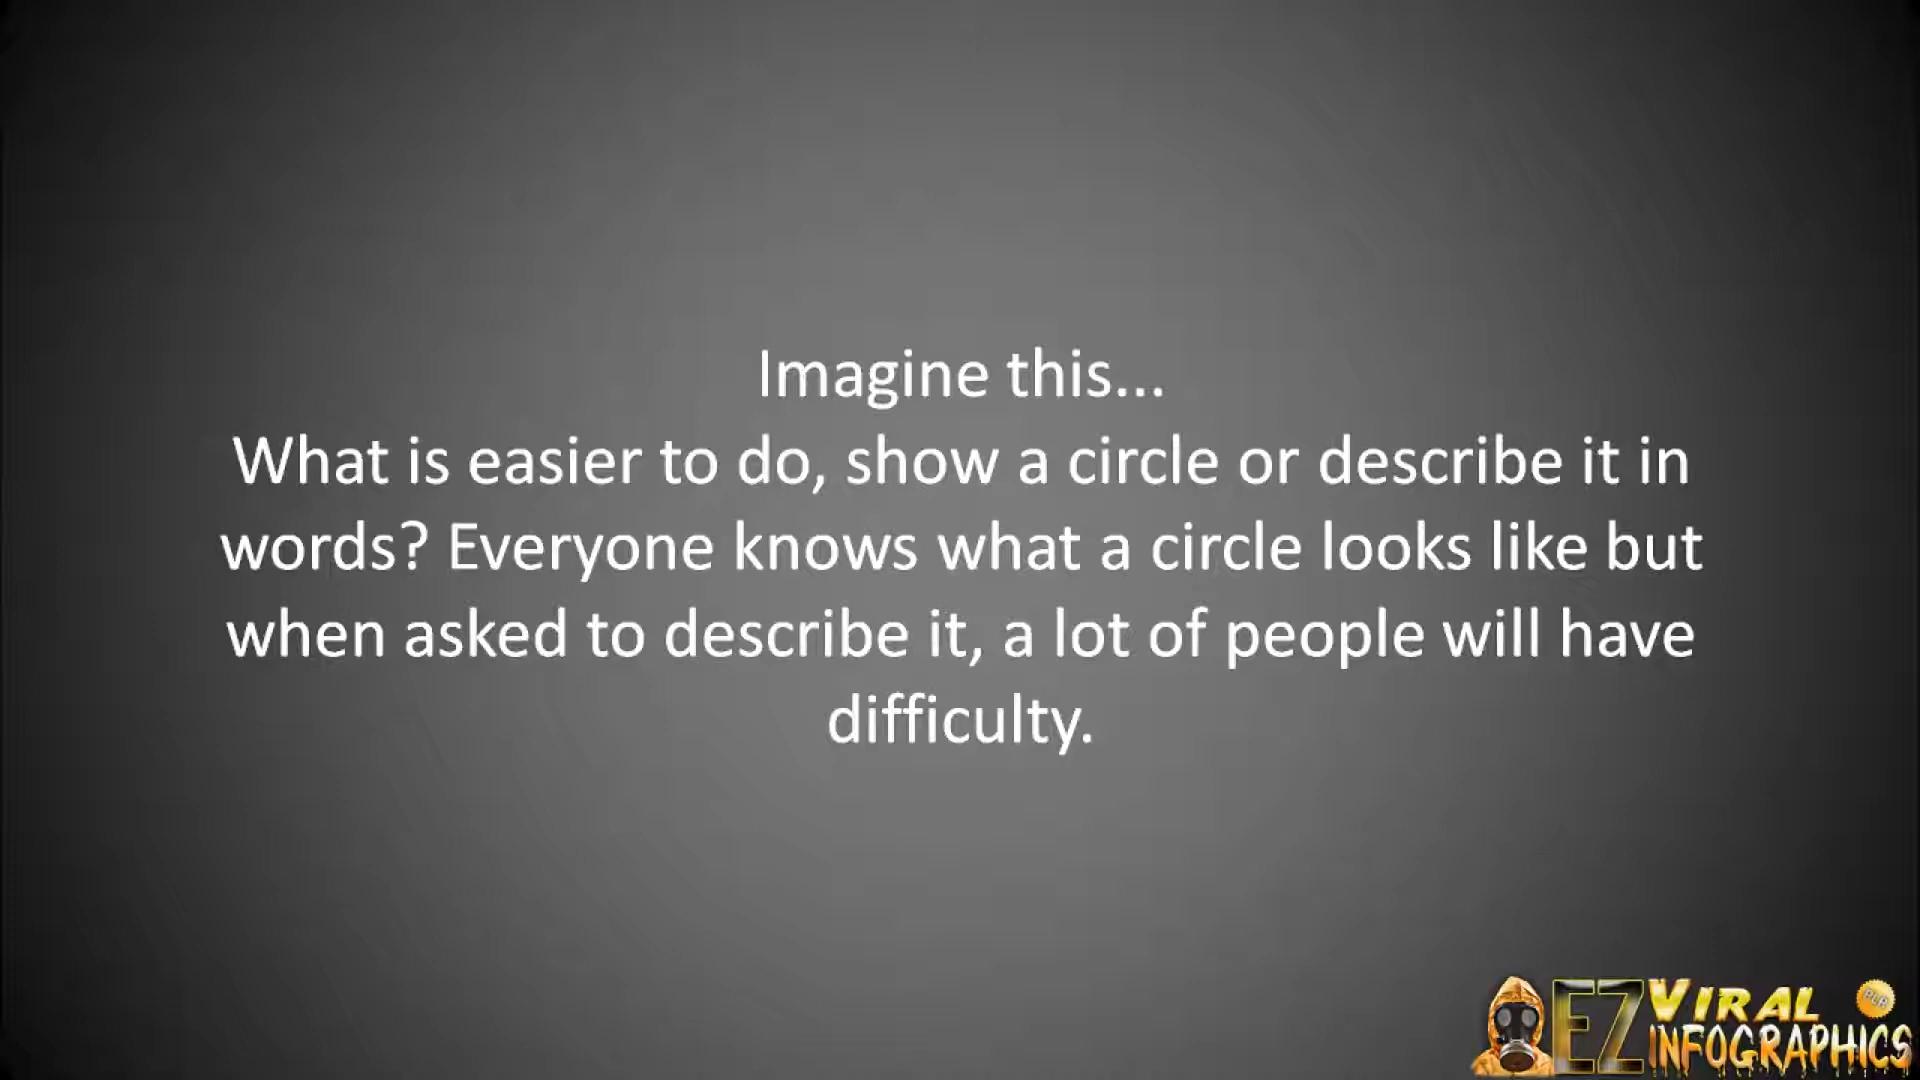 Imagine this...
What is easier to do, show a circle or describe it in
words? Everyone knows what a circle looks like but
when asked to describe it, a lot of people will have
difficulty.
EZ VIRAL
INFOGRAPHICS
PLR